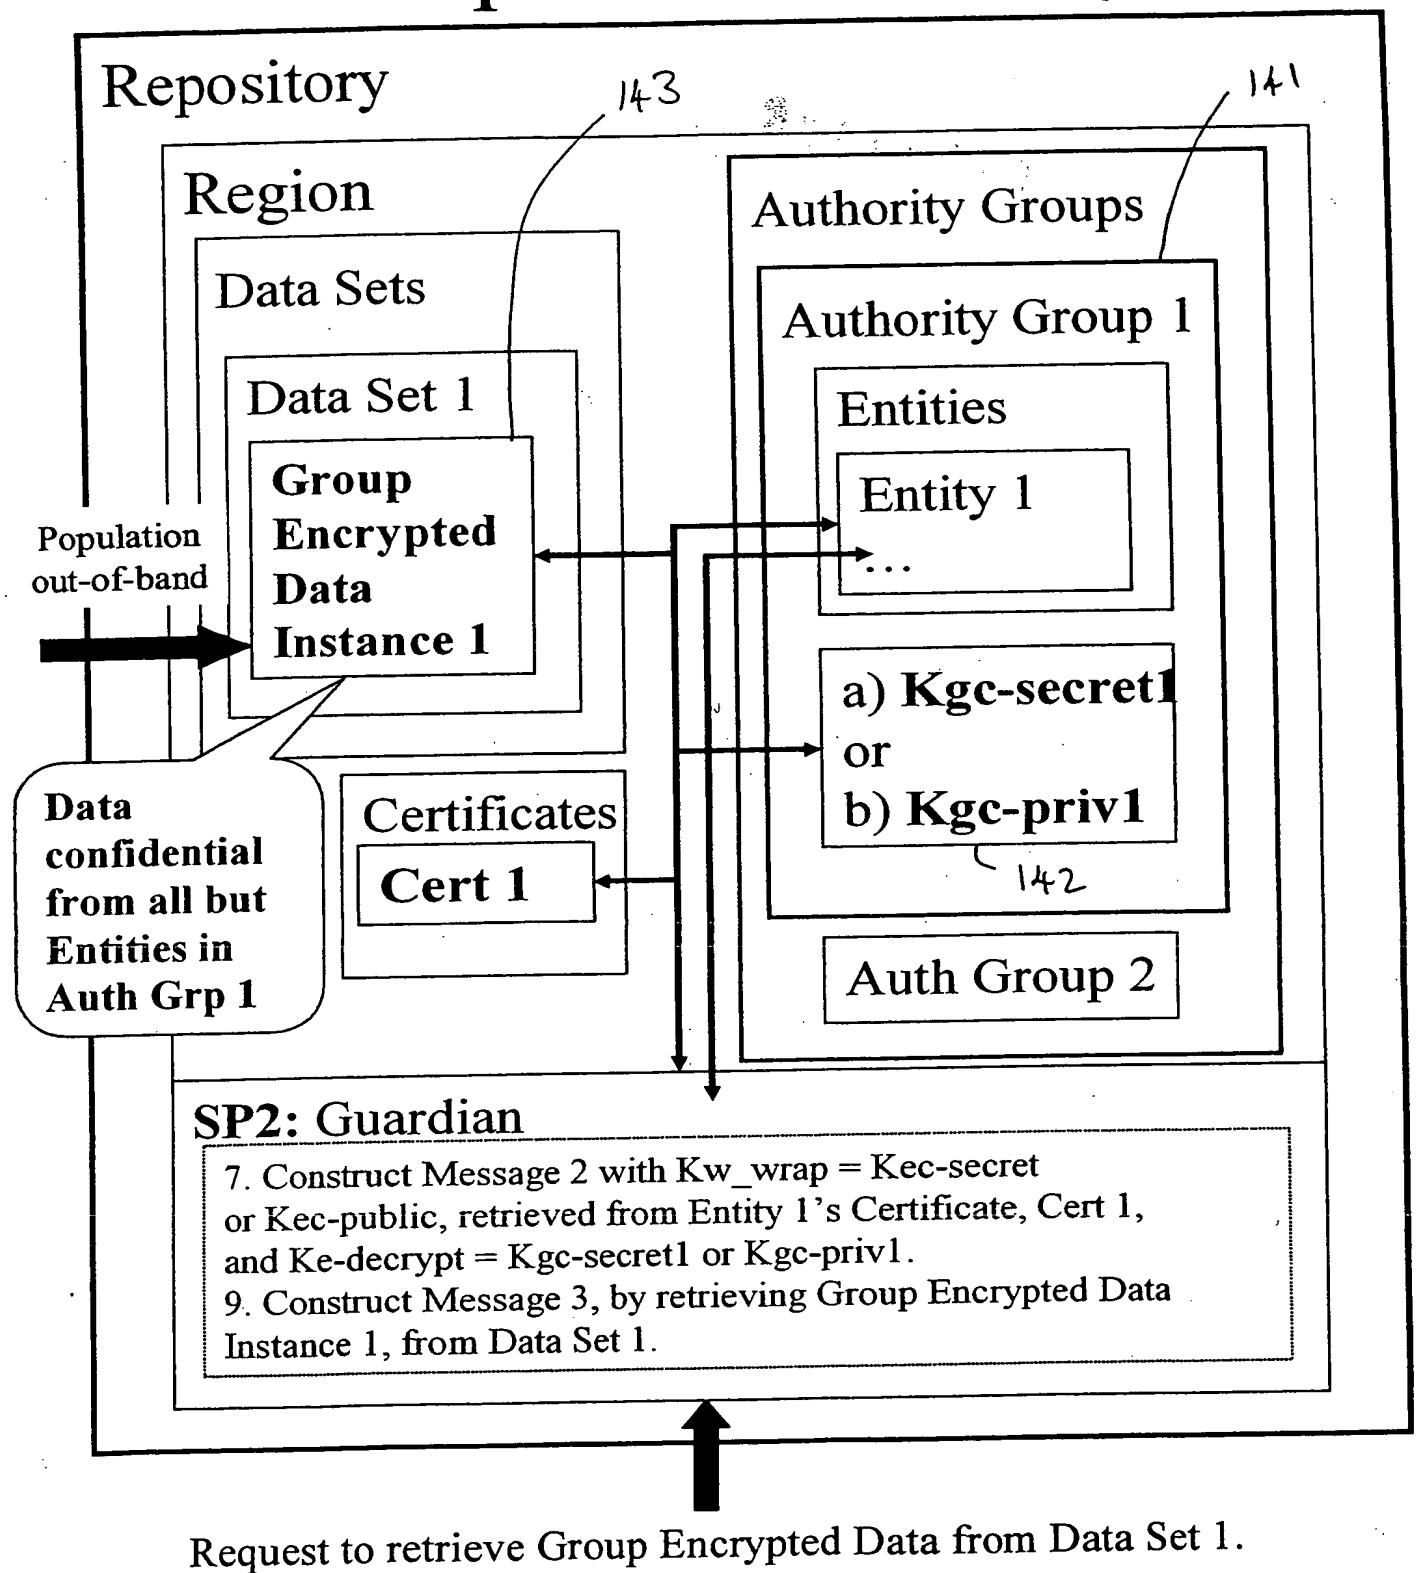 Repository
143
141
Region
Authority Groups
Data Sets
Authority Group 1
Data Set 1
Entities
Group
Encrypted
Data
Instance 1
Entity 1
...
Population
out-of-band
a) Kgc-secret1
or
b) Kgc-priv1
142
Data
confidential
from all but
Entities in
Auth Grp 1
Certificates
Cert 1
Auth Group 2
SP2: Guardian
7. Construct Message 2 with Kw_wrap = Kec-secret
or Kec-public, retrieved from Entity 1's Certificate, Cert 1,
and Ke-decrypt = Kgc-secret1 or Kgc-priv1.
9. Construct Message 3, by retrieving Group Encrypted Data
Instance 1, from Data Set 1.
Request to retrieve Group Encrypted Data from Data Set 1.